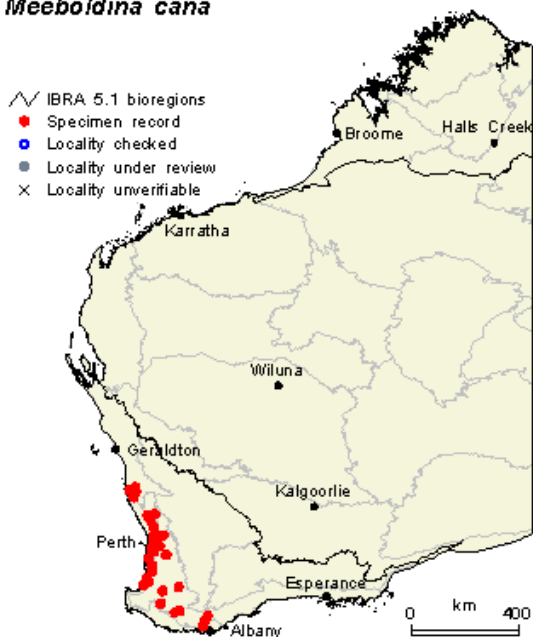 Meeboldina cana
IBRA 5.1 bioregions
Specimen record
Locality checked
Locality under review
Locality unverifiable
Broome
Halls Creek
Karratha
Wiluna
Geraldton
Kalgoorlie
Perth
Esperance
Albany
0 km 400